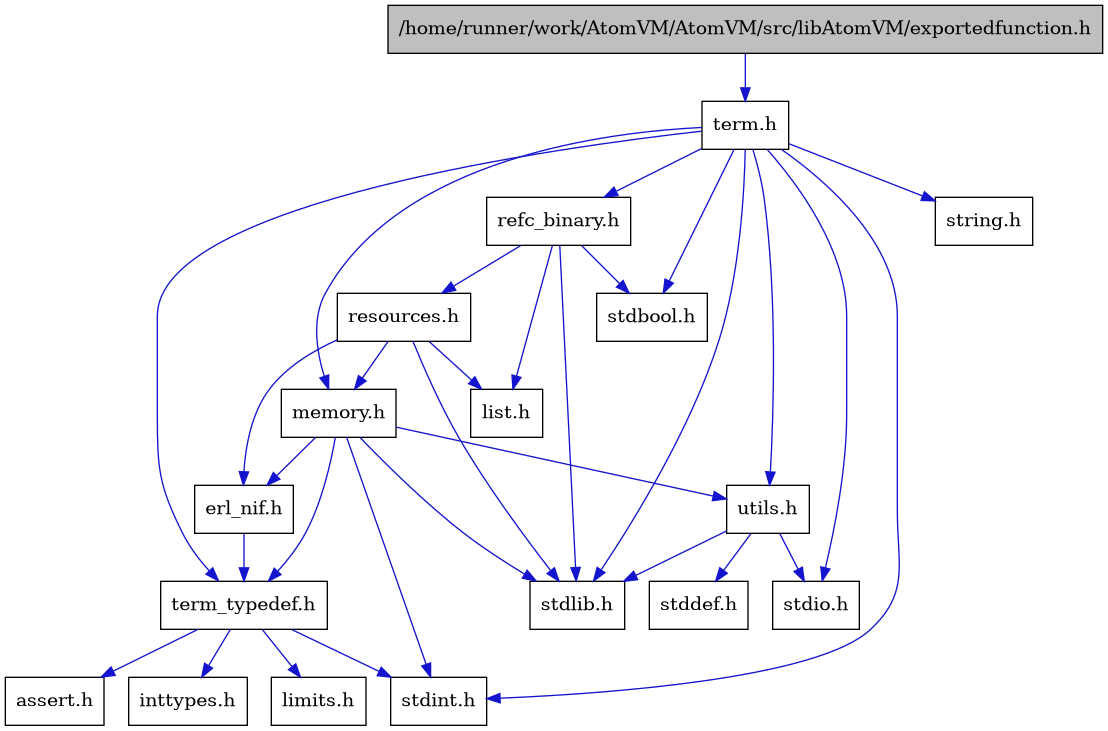 /home/runner/work/AtomVM/AtomVM/src/libAtomVM/exportedfunction.h
term.h
refc_binary.h
string.h
resources.h
stdbool.h
memory.h
list.h
erl_nif.h
utils.h
term_typedef.h
stdlib.h
stddef.h
stdio.h
assert.h
inttypes.h
limits.h
stdint.h